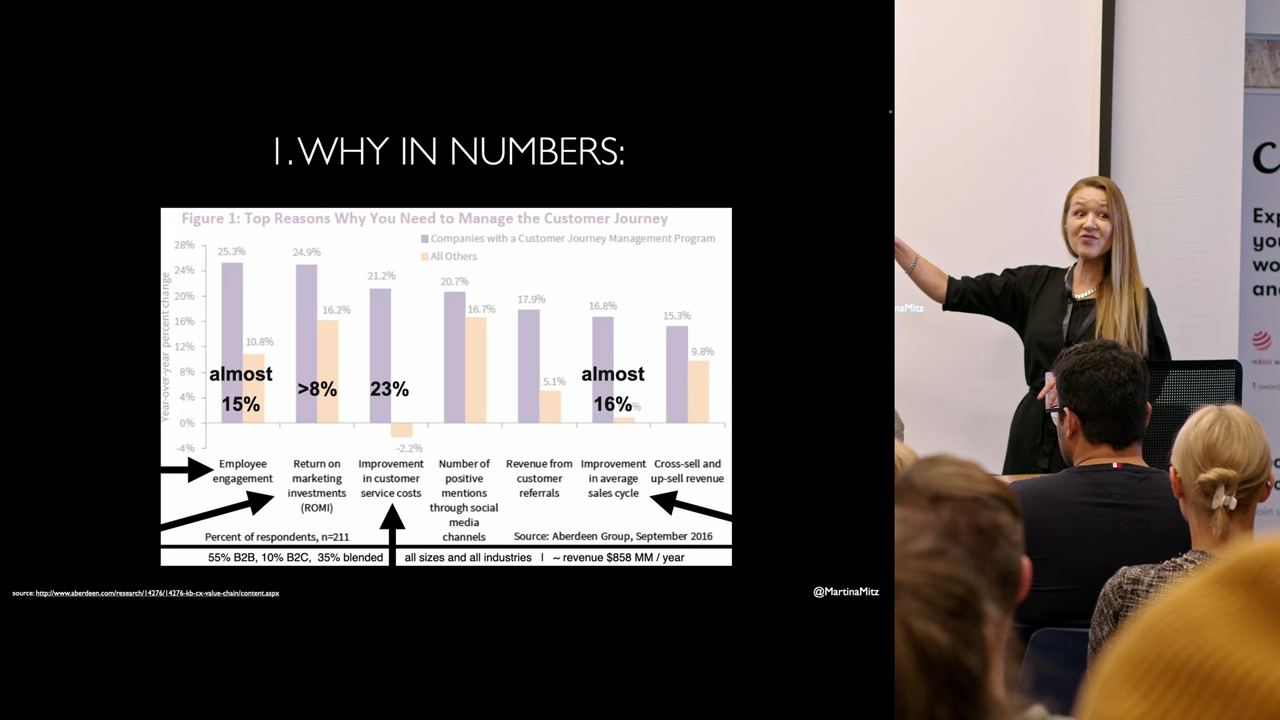 1. WHY IN NUMBERS:
Figure 1: Top Reasons Why You Need to Manage the Customer Journey
Companies with a Customer Journey Management Program
All Others
Year-over-year percent change
28%
24%
20%
16%
12%
8%
4%
0%
-4%
25.3%
10.8%
24.9%
16.2%
21.2%
-2.2%
20.7%
16.7%
17.9%
5.1%
16.8%
15.3%
9.8%
almost
15%
>8%
23%
almost
16%
Employee
engagement
Return on
marketing
investments
(ROMI)
Improvement
in customer
service costs
Number of
positive
mentions
through social
media
channels
Revenue from
customer
referrals
Improvement
in average
sales cycle
Cross-sell and
up-sell revenue
Percent of respondents, n=211
Source: Aberdeen Group, September 2016
55% B2B, 10% B2C, 35% blended
all sizes and all industries | ~ revenue $858 MM / year
source: http://www.aberdeen.com/research/14276/14276-kb-cx-value-chain/content.aspx
@MartinaMitz
naMitz
C
Exp
you
wo
and
reddot